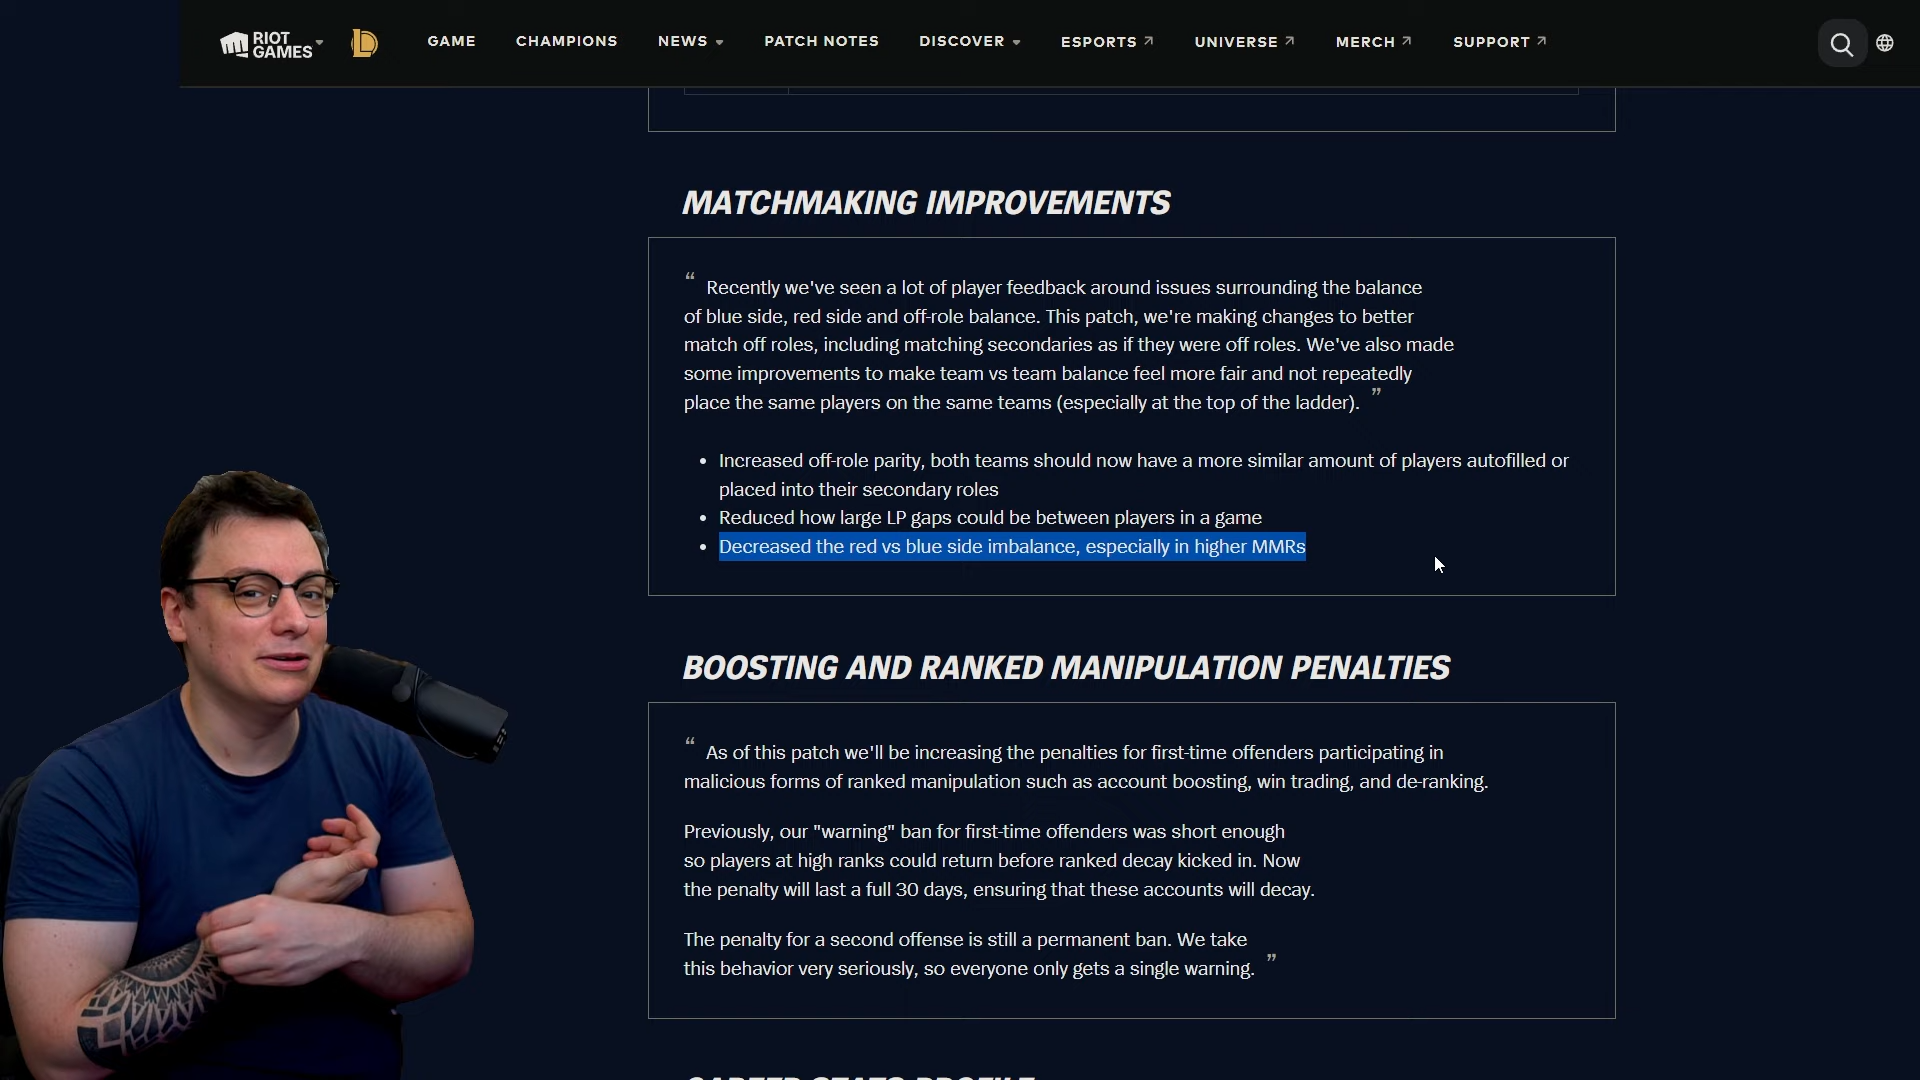 RIOT GAMES
GAME
CHAMPIONS
NEWS
PATCH NOTES
DISCOVER
ESPORTS
UNIVERSE
MERCH
SUPPORT
MATCHMAKING IMPROVEMENTS
“ Recently we've seen a lot of player feedback around issues surrounding the balance
of blue side, red side and off-role balance. This patch, we're making changes to better
match off roles, including matching secondaries as if they were off roles. We've also made
some improvements to make team vs team balance feel more fair and not repeatedly
place the same players on the same teams (especially at the top of the ladder). ”
• Increased off-role parity, both teams should now have a more similar amount of players autofilled or
placed into their secondary roles
• Reduced how large LP gaps could be between players in a game
• Decreased the red vs blue side imbalance, especially in higher MMRs
BOOSTING AND RANKED MANIPULATION PENALTIES
“ As of this patch we'll be increasing the penalties for first-time offenders participating in
malicious forms of ranked manipulation such as account boosting, win trading, and de-ranking.
Previously, our "warning" ban for first-time offenders was short enough
so players at high ranks could return before ranked decay kicked in. Now
the penalty will last a full 30 days, ensuring that these accounts will decay.
The penalty for a second offense is still a permanent ban. We take
this behavior very seriously, so everyone only gets a single warning. ”
CAREER STATS PROFILE